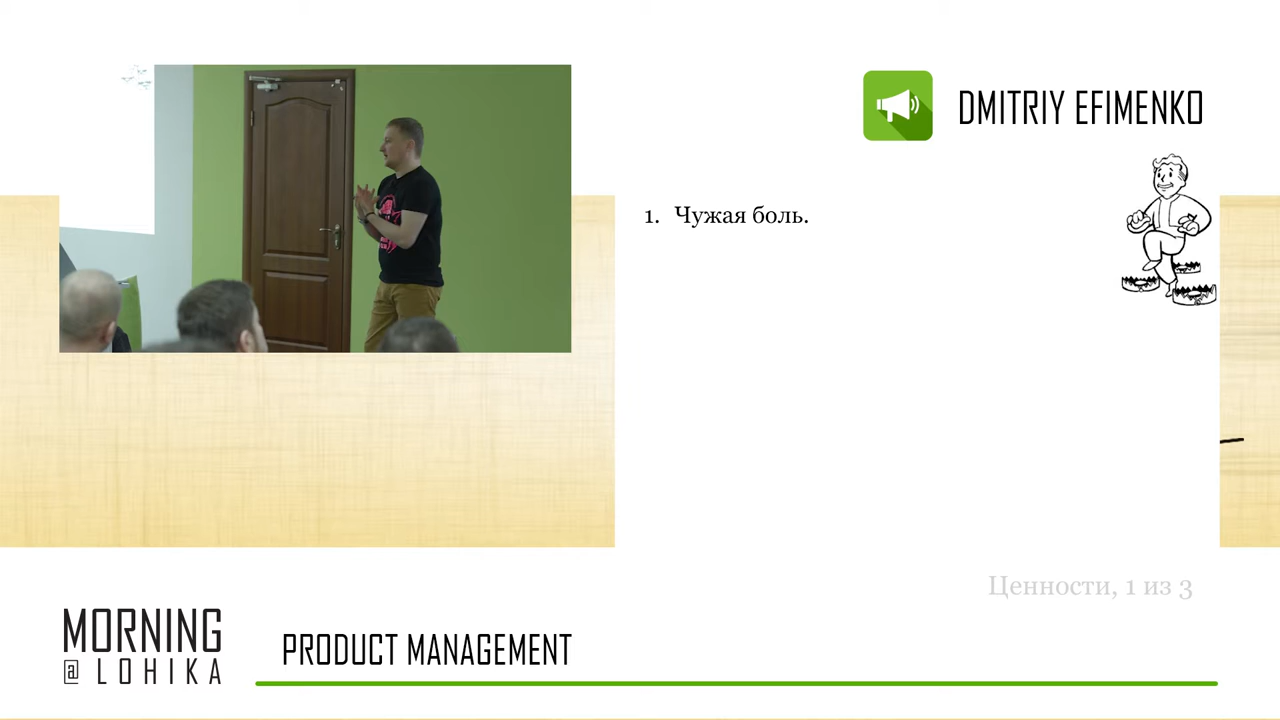 DMITRIY EFIMENKO
1. Чужая боль.
Ценности, 1 из 3
MORNING
@ LOHIKA
PRODUCT MANAGEMENT